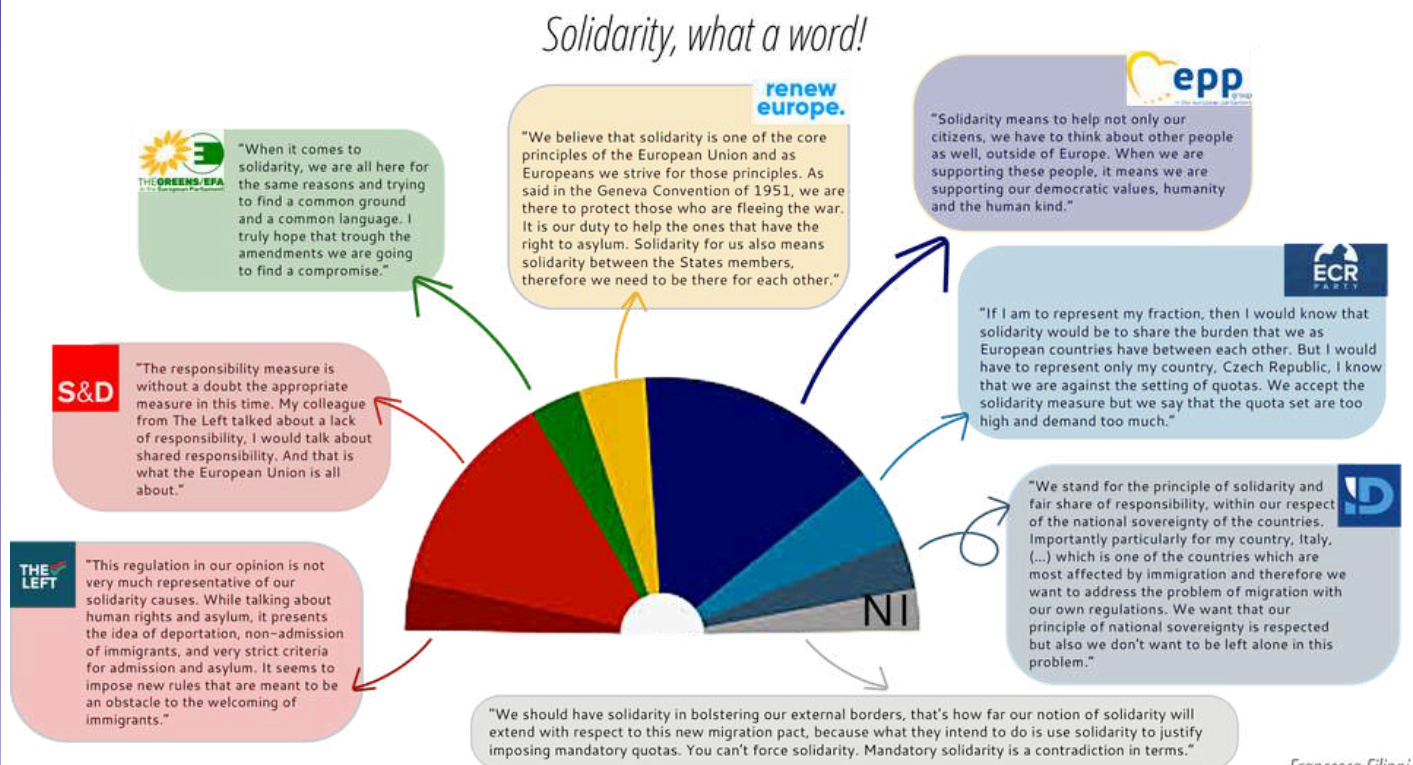 Solidarity, what a word!
THE GREENS/EFA
in the European Parliament
"When it comes to
solidarity, we are all here for
the same reasons and trying
to find a common ground
and a common language. I
truly hope that trough the
amendments we are going
to find a compromise."
renew
europe.
"We believe that solidarity is one of the core
principles of the European Union and as
Europeans we strive for those principles. As
said in the Geneva Convention of 1951, we are
there to protect those who are fleeing the war.
It is our duty to help the ones that have the
right to asylum. Solidarity for us also means
solidarity between the States members,
therefore we need to be there for each other."
epp
group
in the european parliament
"Solidarity means to help not only our
citizens, we have to think about other people
as well, outside of Europe. When we are
supporting these people, it means we are
supporting our democratic values, humanity
and the human kind."
ECR
PARTY
"If I am to represent my fraction, then I would know that
solidarity would be to share the burden that we as
European countries have between each other. But I would
have to represent only my country, Czech Republic, I know
that we are against the setting of quotas. We accept the
solidarity measure but we say that the quota set are too
high and demand too much."
S&D
"The responsibility measure is
without a doubt the appropriate
measure in this time. My colleague
from The Left talked about a lack
of responsibility, I would talk about
shared responsibility. And that is
what the European Union is all
about."
ID
"We stand for the principle of solidarity and
fair share of responsibility, within our respect
of the national sovereignty of the countries.
Importantly particularly for my country, Italy,
(...) which is one of the countries which are
most affected by immigration and therefore we
want to address the problem of migration with
our own regulations. We want that our
principle of national sovereignty is respected
but also we don't want to be left alone in this
problem."
THE
LEFT
"This regulation in our opinion is not
very much representative of our
solidarity causes. While talking about
human rights and asylum, it presents
the idea of deportation, non-admission
of immigrants, and very strict criteria
for admission and asylum. It seems to
impose new rules that are meant to be
an obstacle to the welcoming of
immigrants."
NI
"We should have solidarity in bolstering our external borders, that's how far our notion of solidarity will
extend with respect to this new migration pact, because what they intend to do is use solidarity to justify
imposing mandatory quotas. You can't force solidarity. Mandatory solidarity is a contradiction in terms."